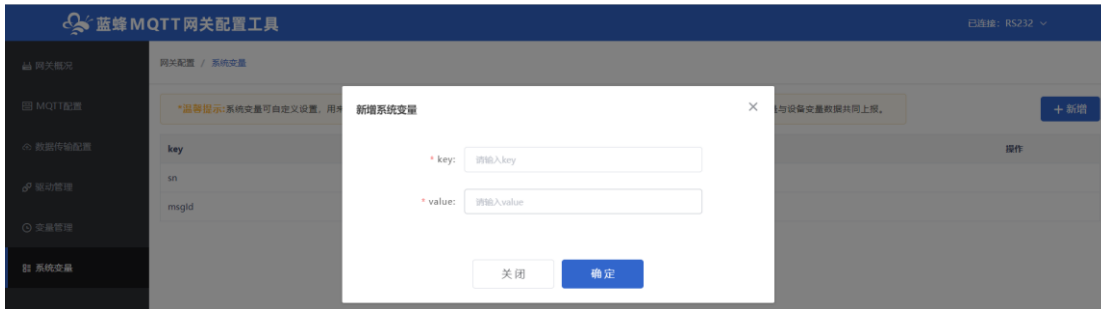 蓝蜂MQTT网关配置工具
已连接: RS232
网关概况
网关配置 / 系统变量
MQTT配置
*温馨提示:系统变量可自定义设置，用来
新增系统变量
与设备变量数据共同上报。
+ 新增
数据传输配置
key
操作
* key: 请输入key
sn
驱动管理
* value: 请输入value
msgId
变量管理
系统变量
关闭
确定